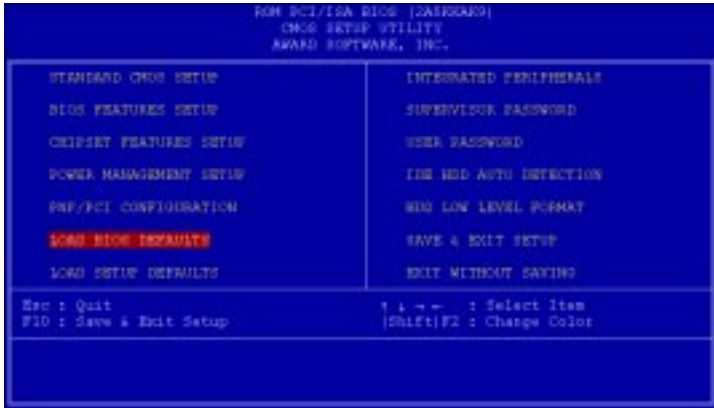 ROM PCI/ISA BIOS
CMOS SETUP UTILITY
AWARD SOFTWARE, INC.
STANDARD CMOS SETUP
BIOS FEATURES SETUP
CHIPSET FEATURES SETUP
POWER MANAGEMENT SETUP
PNP/PCI CONFIGURATION
LOAD BIOS DEFAULTS
LOAD SETUP DEFAULTS
INTEGRATED PERIPHERALS
SUPERVISOR PASSWORD
USER PASSWORD
IDE HDD AUTO DETECTION
HDD LOW LEVEL FORMAT
SAVE & EXIT SETUP
EXIT WITHOUT SAVING
Esc : Quit
F10 : Save & Exit Setup
↑ ↓ → ← : Select Item
(Shift)F2 : Change Color